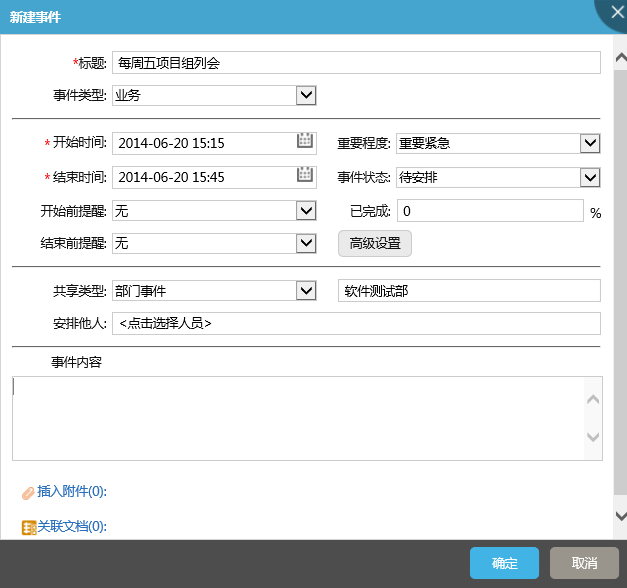 新建事件
*标题: 每周五项目组列会
事件类型: 业务
*开始时间: 2014-06-20 15:15 重要程度: 重要紧急
*结束时间: 2014-06-20 15:45 事件状态: 待安排
开始前提醒: 无 已完成: 0 %
结束前提醒: 无 高级设置
共享类型: 部门事件 软件测试部
安排他人: <点击选择人员>
事件内容
插入附件(0):
关联文档(0):
确定 取消